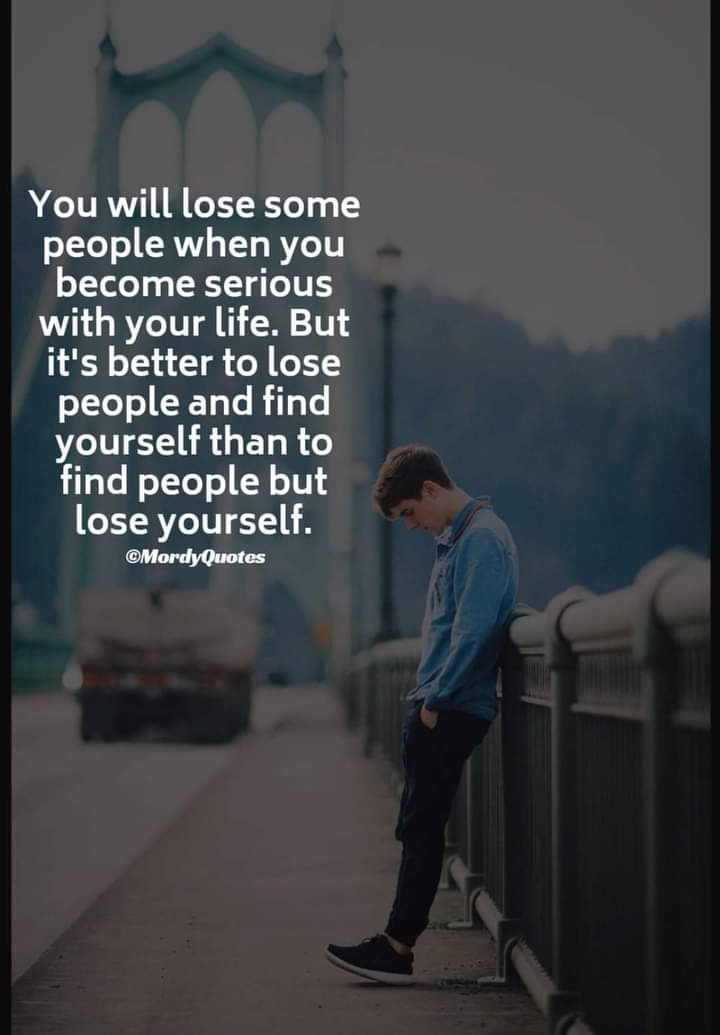 You will lose some
people when you
become serious
with your life. But
it's better to lose
people and find
yourself than to
find people but
lose yourself.
©MordyQuotes